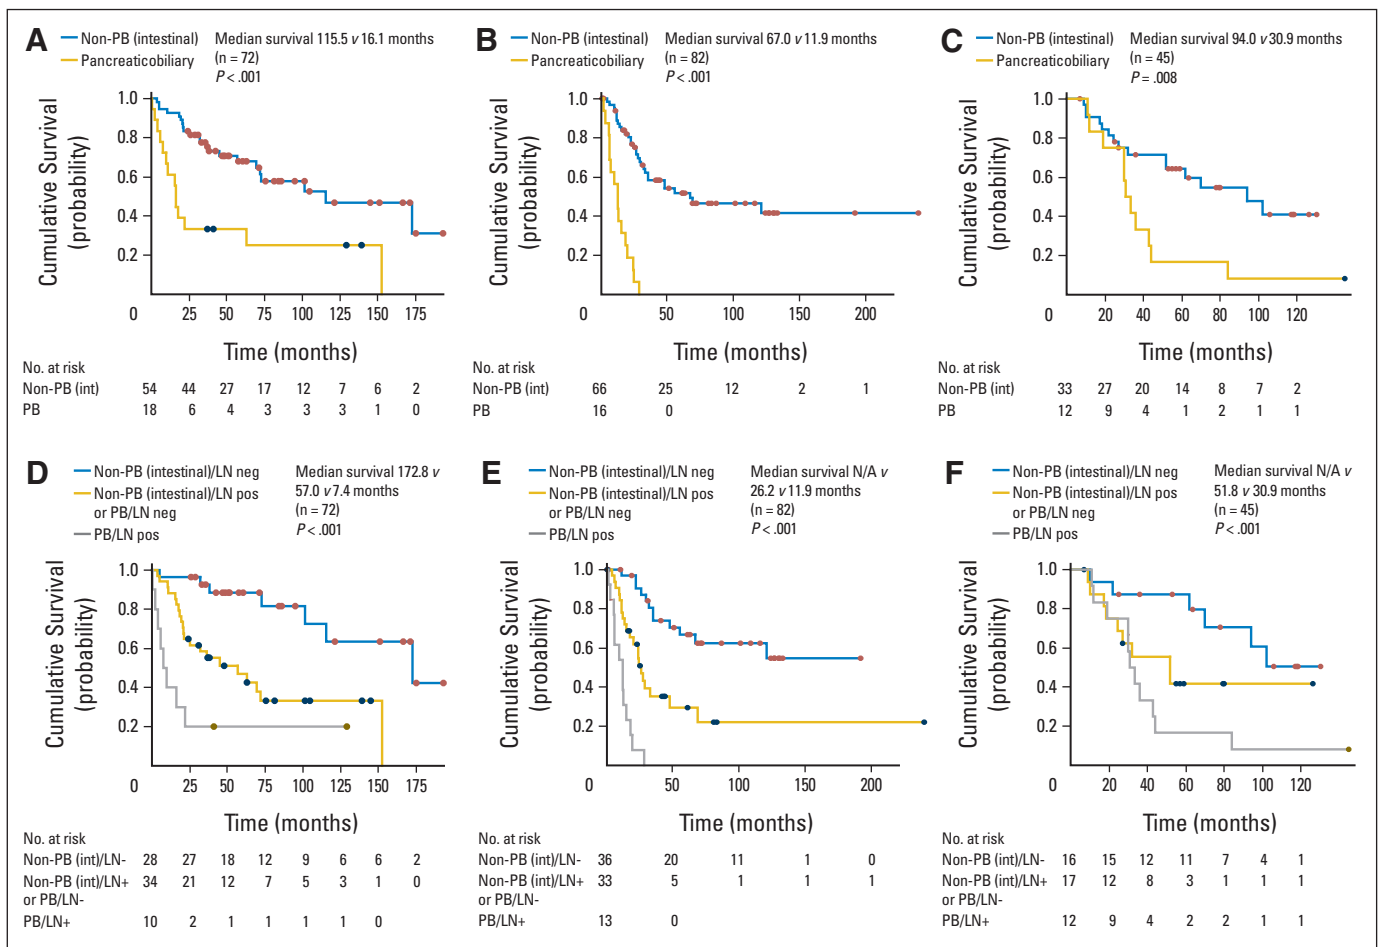 A
Non-PB (intestinal)
Pancreaticobiliary
Median survival 115.5 v 16.1 months
(n = 72)
P < .001
Cumulative Survival
(probability)
1.0
0.8
0.6
0.4
0.2
0 25 50 75 100 125 150 175
Time (months)
No. at risk
Non-PB (int) 54 44 27 17 12 7 6 2
PB 18 6 4 3 3 3 1 0
B
Non-PB (intestinal)
Pancreaticobiliary
Median survival 67.0 v 11.9 months
(n = 82)
P < .001
Cumulative Survival
(probability)
1.0
0.8
0.6
0.4
0.2
0 50 100 150 200
Time (months)
No. at risk
Non-PB (int) 66 25 12 2 1
PB 16 0
C
Non-PB (intestinal)
Pancreaticobiliary
Median survival 94.0 v 30.9 months
(n = 45)
P = .008
Cumulative Survival
(probability)
1.0
0.8
0.6
0.4
0.2
0 20 40 60 80 100 120
Time (months)
No. at risk
Non-PB (int) 33 27 20 14 8 7 2
PB 12 9 4 1 2 1 1
D
Non-PB (intestinal)/LN neg
Non-PB (intestinal)/LN pos
or PB/LN neg
PB/LN pos
Median survival 172.8 v
57.0 v 7.4 months
(n = 72)
P < .001
Cumulative Survival
(probability)
1.0
0.8
0.6
0.4
0.2
0 25 50 75 100 125 150 175
Time (months)
No. at risk
Non-PB (int)/LN- 28 27 18 12 9 6 6 2
Non-PB (int)/LN+ 34 21 12 7 5 3 1 0
or PB/LN-
PB/LN+ 10 2 1 1 1 1 0
E
Non-PB (intestinal)/LN neg
Non-PB (intestinal)/LN pos
or PB/LN neg
PB/LN pos
Median survival N/A v
26.2 v 11.9 months
(n = 82)
P < .001
Cumulative Survival
(probability)
1.0
0.8
0.6
0.4
0.2
0 50 100 150 200
Time (months)
No. at risk
Non-PB (int)/LN- 36 20 11 1 0
Non-PB (int)/LN+ 33 5 1 1 1
or PB/LN-
PB/LN+ 13 0
F
Non-PB (intestinal)/LN neg
Non-PB (intestinal)/LN pos
or PB/LN neg
PB/LN pos
Median survival N/A v
51.8 v 30.9 months
(n = 45)
P < .001
Cumulative Survival
(probability)
1.0
0.8
0.6
0.4
0.2
0 20 40 60 80 100 120
Time (months)
No. at risk
Non-PB (int)/LN- 16 15 12 11 7 4 1
Non-PB (int)/LN+ 17 12 8 3 1 1 1
or PB/LN-
PB/LN+ 12 9 4 2 2 1 1